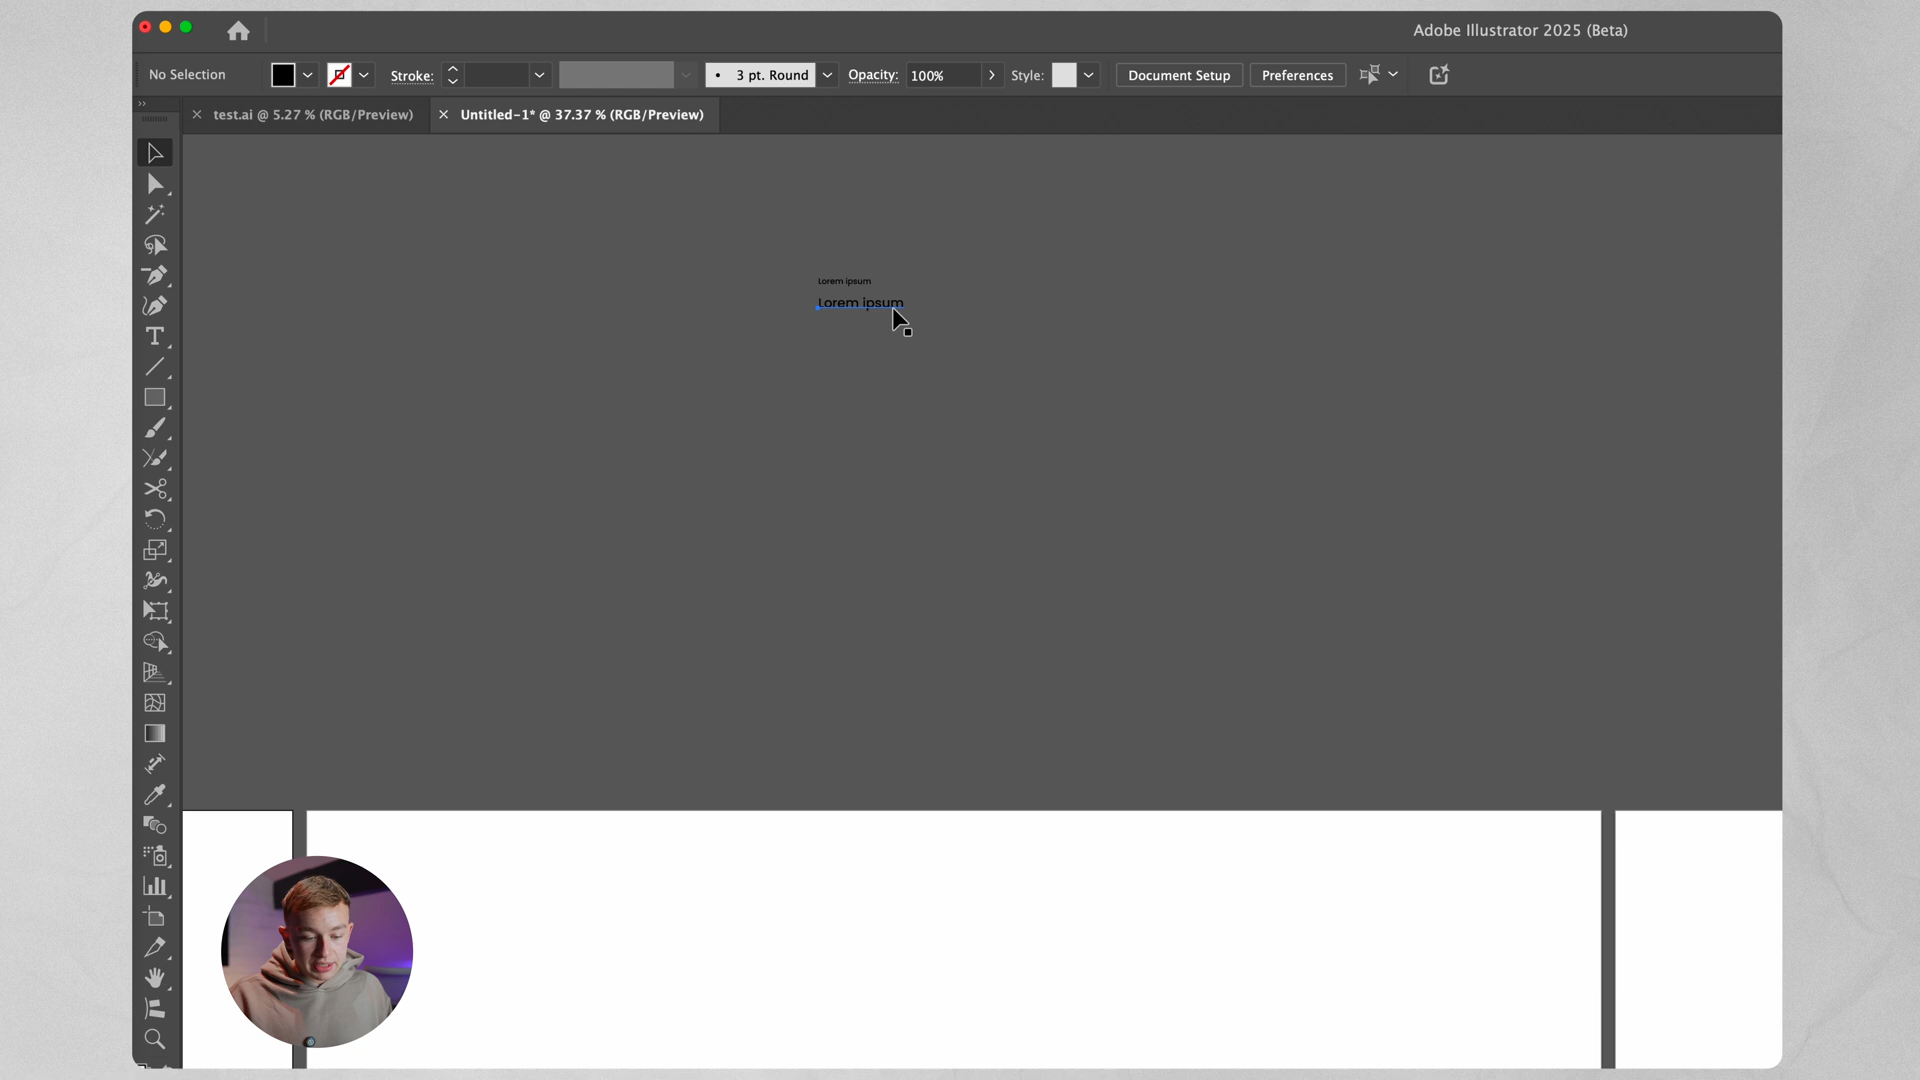 Adobe Illustrator 2025 (Beta)
No Selection
Stroke:
3 pt. Round
Opacity:
100%
Style:
Document Setup
Preferences
test.ai @ 5.27 % (RGB/Preview)
Untitled-1* @ 37.37 % (RGB/Preview)
Lorem ipsum
Lorem ipsum